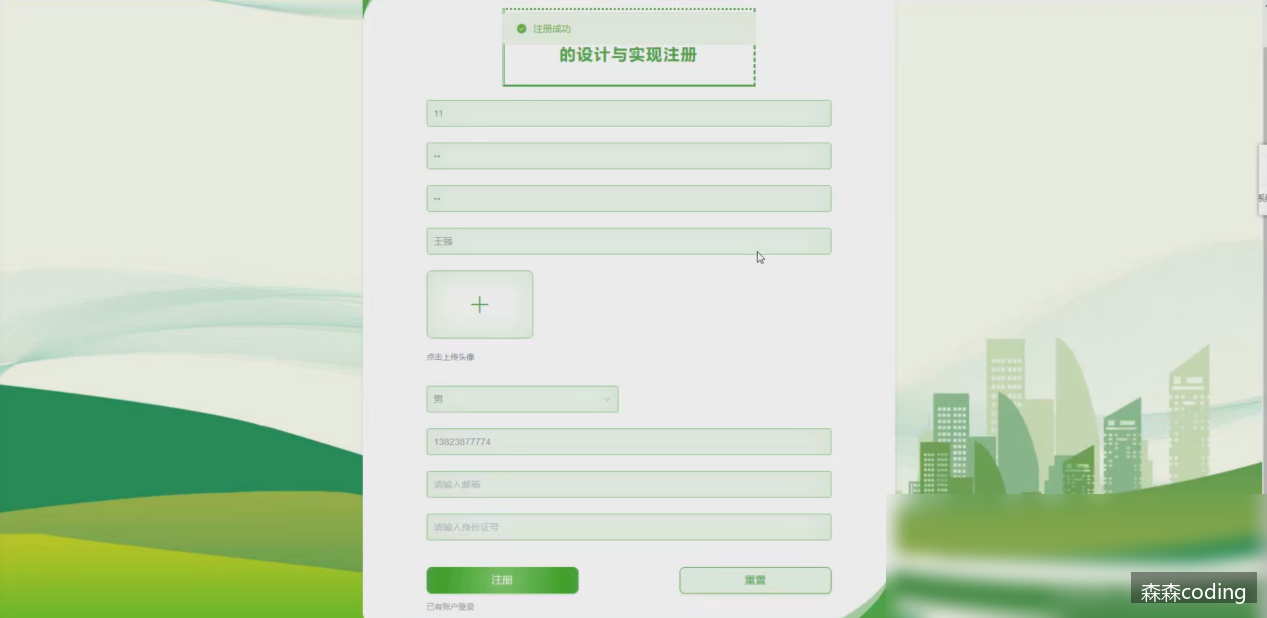 注册成功
的设计与实现注册
11
••
••
王强
点击上传头像
男
13823877774
请输入邮箱
请输入身份证号
注册
重置
已有账户登录
森森coding